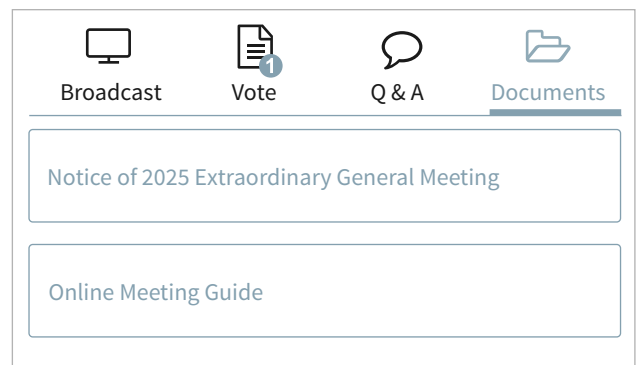 1
Broadcast Vote Q & A Documents
Notice of 2025 Extraordinary General Meeting
Online Meeting Guide